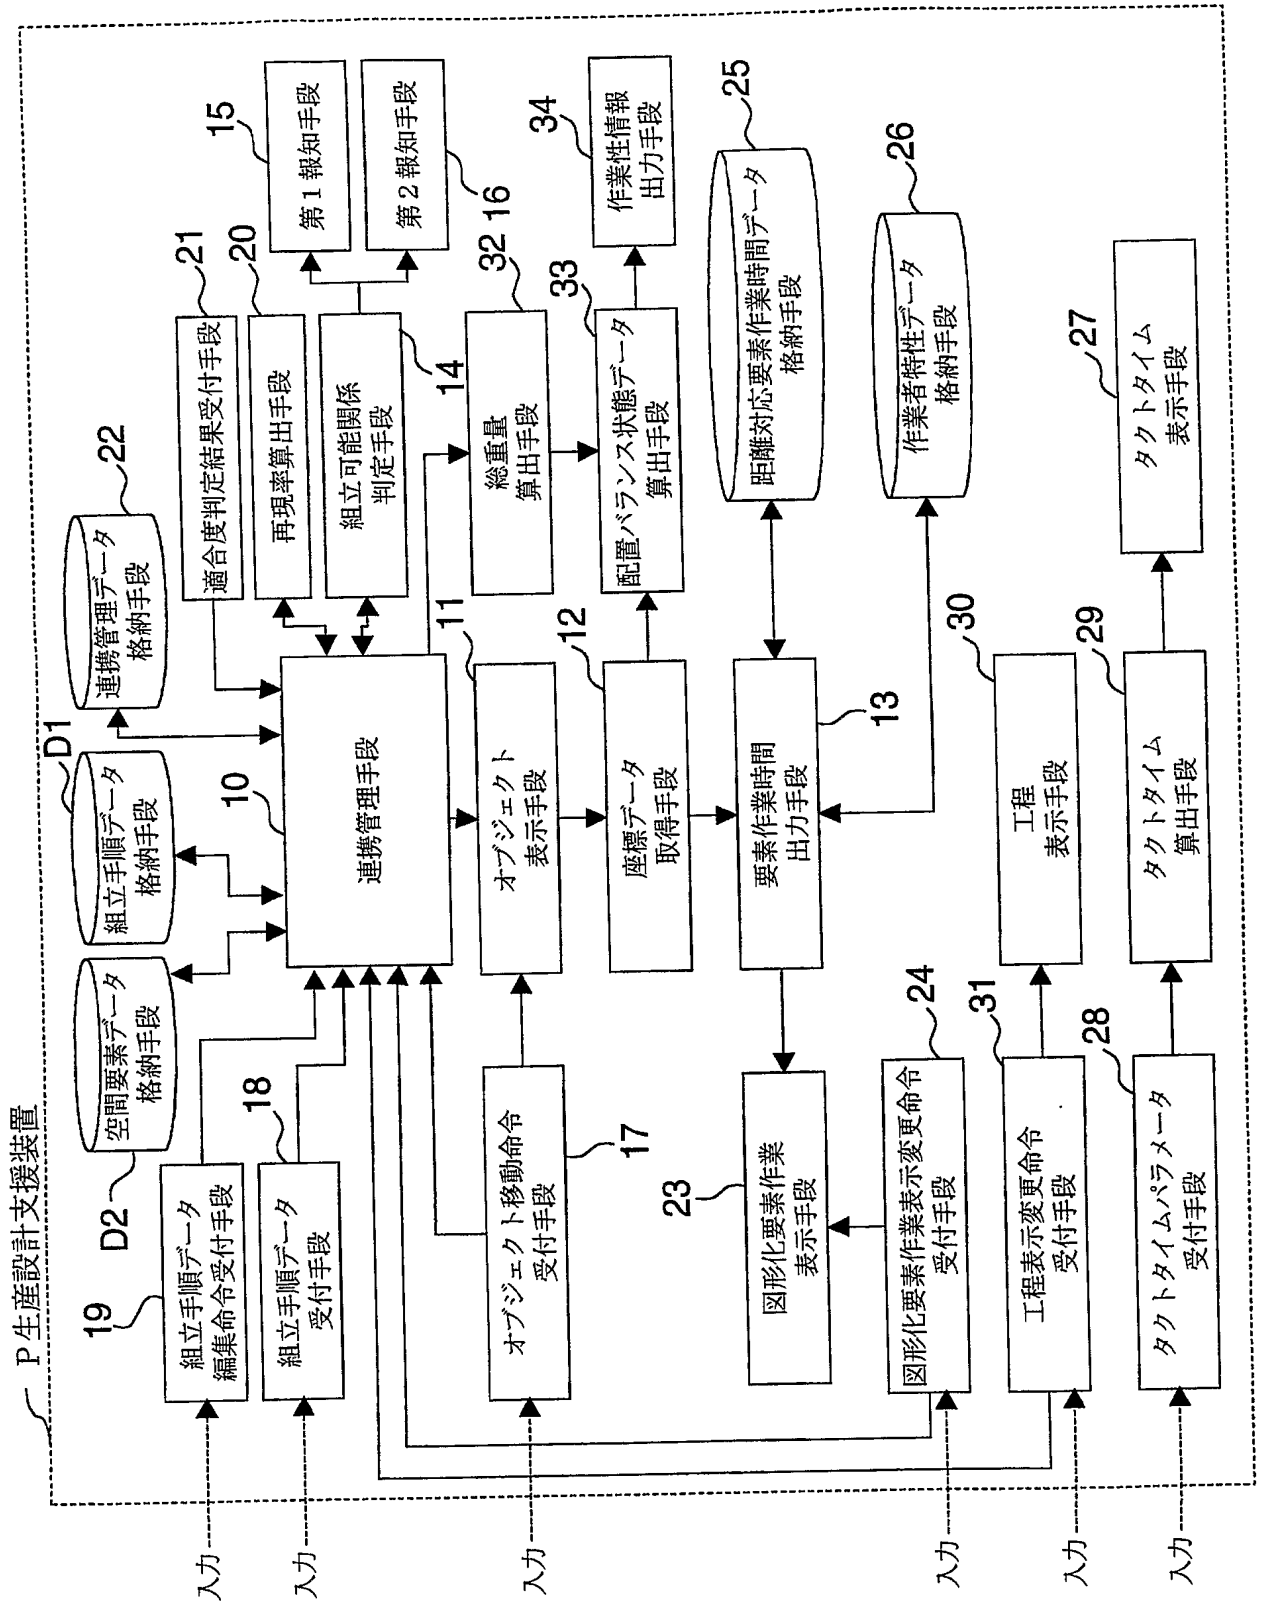 P 生産設計支援装置
19
組立手順データ
編集命令受付手段
18
組立手順データ
受付手段
D2
空間要素データ
格納手段
D1
組立手順データ
格納手段
22
連携管理データ
格納手段
10
連携管理手段
21
適合度判定結果受付手段
20
再現率算出手段
14
組立可能関係
判定手段
15
第1報知手段
16
第2報知手段
17
オブジェクト移動命令
受付手段
11
オブジェクト
表示手段
32
総重量
算出手段
12
座標データ
取得手段
33
配置バランス状態データ
算出手段
34
作業性情報
出力手段
23
図形化要素作業
表示手段
13
要素作業時間
出力手段
25
距離対応要素作業時間データ
格納手段
26
作業者特性データ
格納手段
24
図形化要素作業表示変更命令
受付手段
31
工程表示変更命令
受付手段
30
工程
表示手段
28
タクトタイムパラメータ
受付手段
29
タクトタイム
算出手段
27
タクトタイム
表示手段
入力
入力
入力
入力
入力
入力